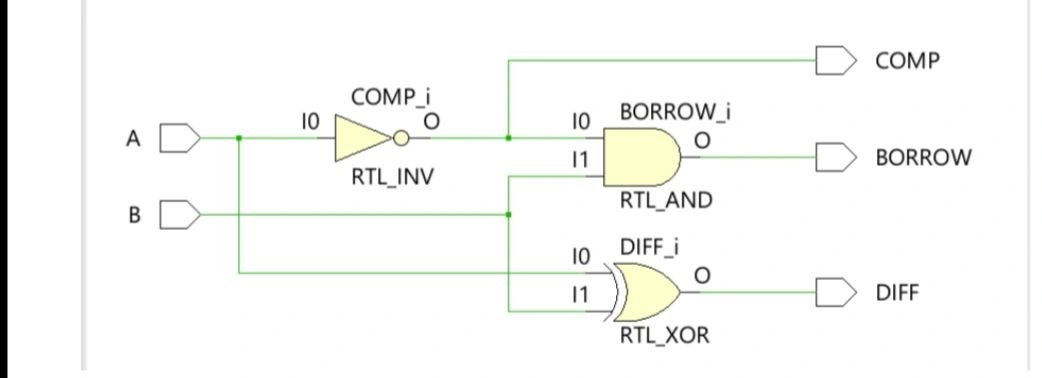 COMP
COMP_i
I0
O
BORROW_i
A
I0
O
I1
BORROW
RTL_INV
RTL_AND
B
DIFF_i
I0
O
I1
DIFF
RTL_XOR